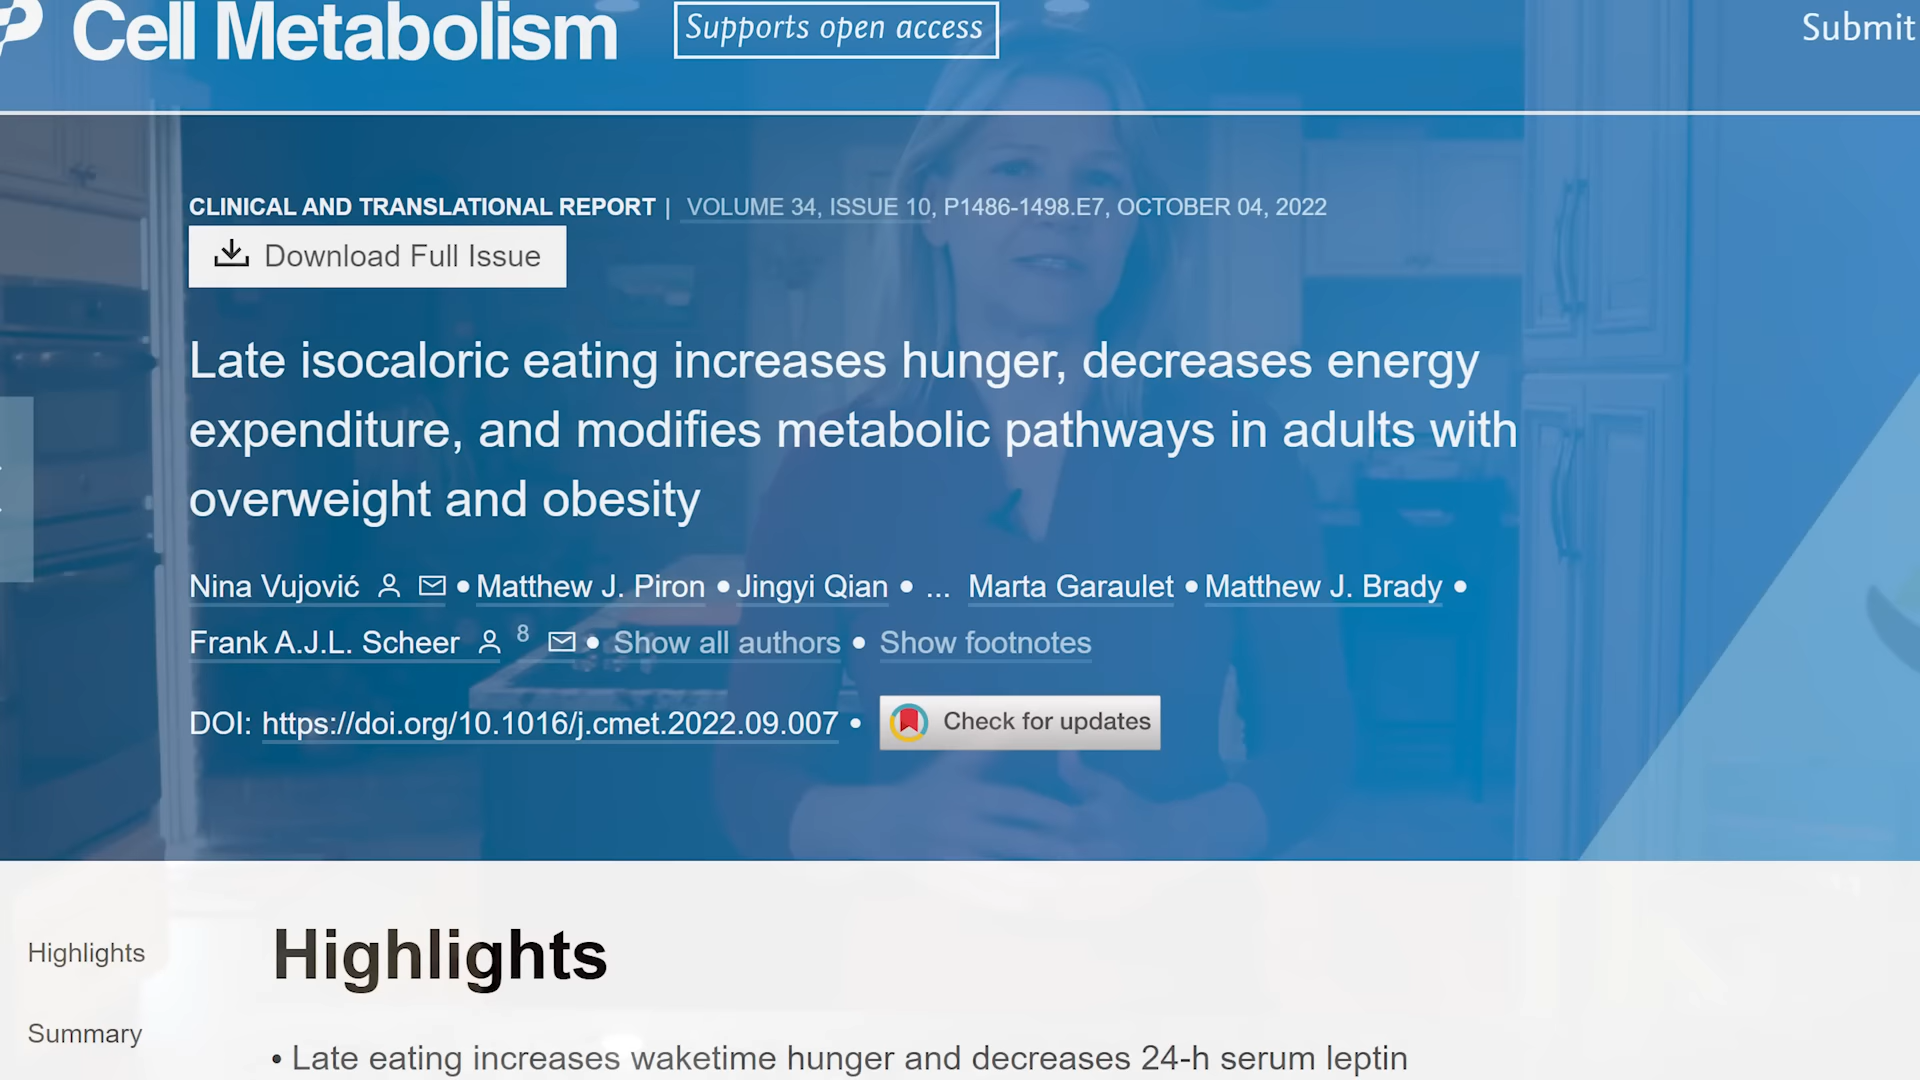 Cell Metabolism
Supports open access
Submit
CLINICAL AND TRANSLATIONAL REPORT | VOLUME 34, ISSUE 10, P1486-1498.E7, OCTOBER 04, 2022
Download Full Issue
Late isocaloric eating increases hunger, decreases energy
expenditure, and modifies metabolic pathways in adults with
overweight and obesity
Nina Vujović • Matthew J. Piron • Jingyi Qian • ... Marta Garaulet • Matthew J. Brady •
Frank A.J.L. Scheer 8 • Show all authors • Show footnotes
DOI: https://doi.org/10.1016/j.cmet.2022.09.007 •
Check for updates
Highlights
Highlights
Summary
• Late eating increases waketime hunger and decreases 24-h serum leptin